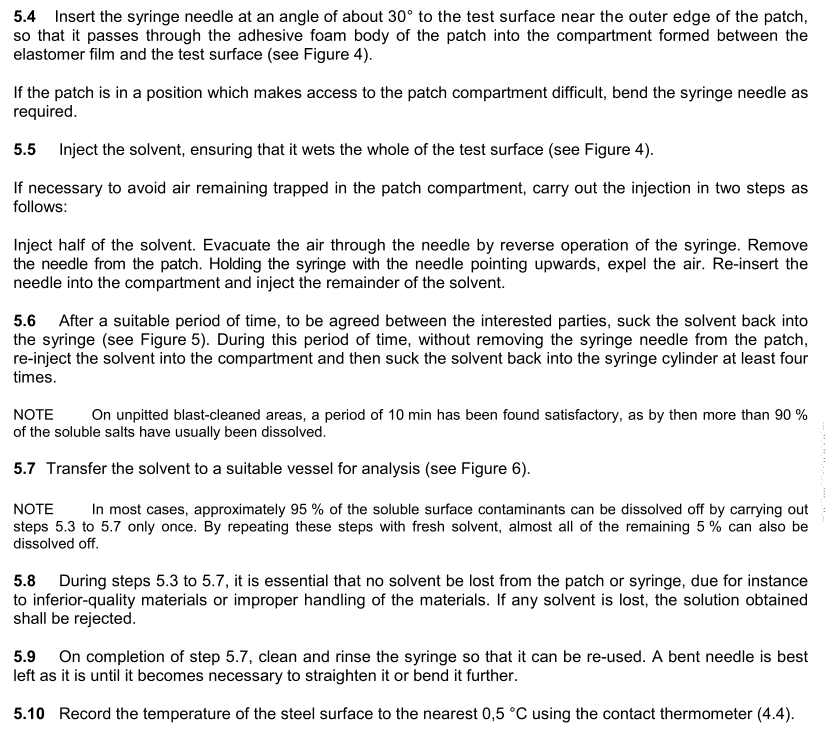 5.4 Insert the syringe needle at an angle of about 30° to the test surface near the outer edge of the patch,
so that it passes through the adhesive foam body of the patch into the compartment formed between the
elastomer film and the test surface (see Figure 4).
If the patch is in a position which makes access to the patch compartment difficult, bend the syringe needle as
required.
5.5 Inject the solvent, ensuring that it wets the whole of the test surface (see Figure 4).
If necessary to avoid air remaining trapped in the patch compartment, carry out the injection in two steps as
follows:
Inject half of the solvent. Evacuate the air through the needle by reverse operation of the syringe. Remove
the needle from the patch. Holding the syringe with the needle pointing upwards, expel the air. Re-insert the
needle into the compartment and inject the remainder of the solvent.
5.6 After a suitable period of time, to be agreed between the interested parties, suck the solvent back into
the syringe (see Figure 5). During this period of time, without removing the syringe needle from the patch,
re-inject the solvent into the compartment and then suck the solvent back into the syringe cylinder at least four
times.
NOTE On unpitted blast-cleaned areas, a period of 10 min has been found satisfactory, as by then more than 90 %
of the soluble salts have usually been dissolved.
5.7 Transfer the solvent to a suitable vessel for analysis (see Figure 6).
NOTE In most cases, approximately 95 % of the soluble surface contaminants can be dissolved off by carrying out
steps 5.3 to 5.7 only once. By repeating these steps with fresh solvent, almost all of the remaining 5 % can also be
dissolved off.
5.8 During steps 5.3 to 5.7, it is essential that no solvent be lost from the patch or syringe, due for instance
to inferior-quality materials or improper handling of the materials. If any solvent is lost, the solution obtained
shall be rejected.
5.9 On completion of step 5.7, clean and rinse the syringe so that it can be re-used. A bent needle is best
left as it is until it becomes necessary to straighten it or bend it further.
5.10 Record the temperature of the steel surface to the nearest 0,5 °C using the contact thermometer (4.4).